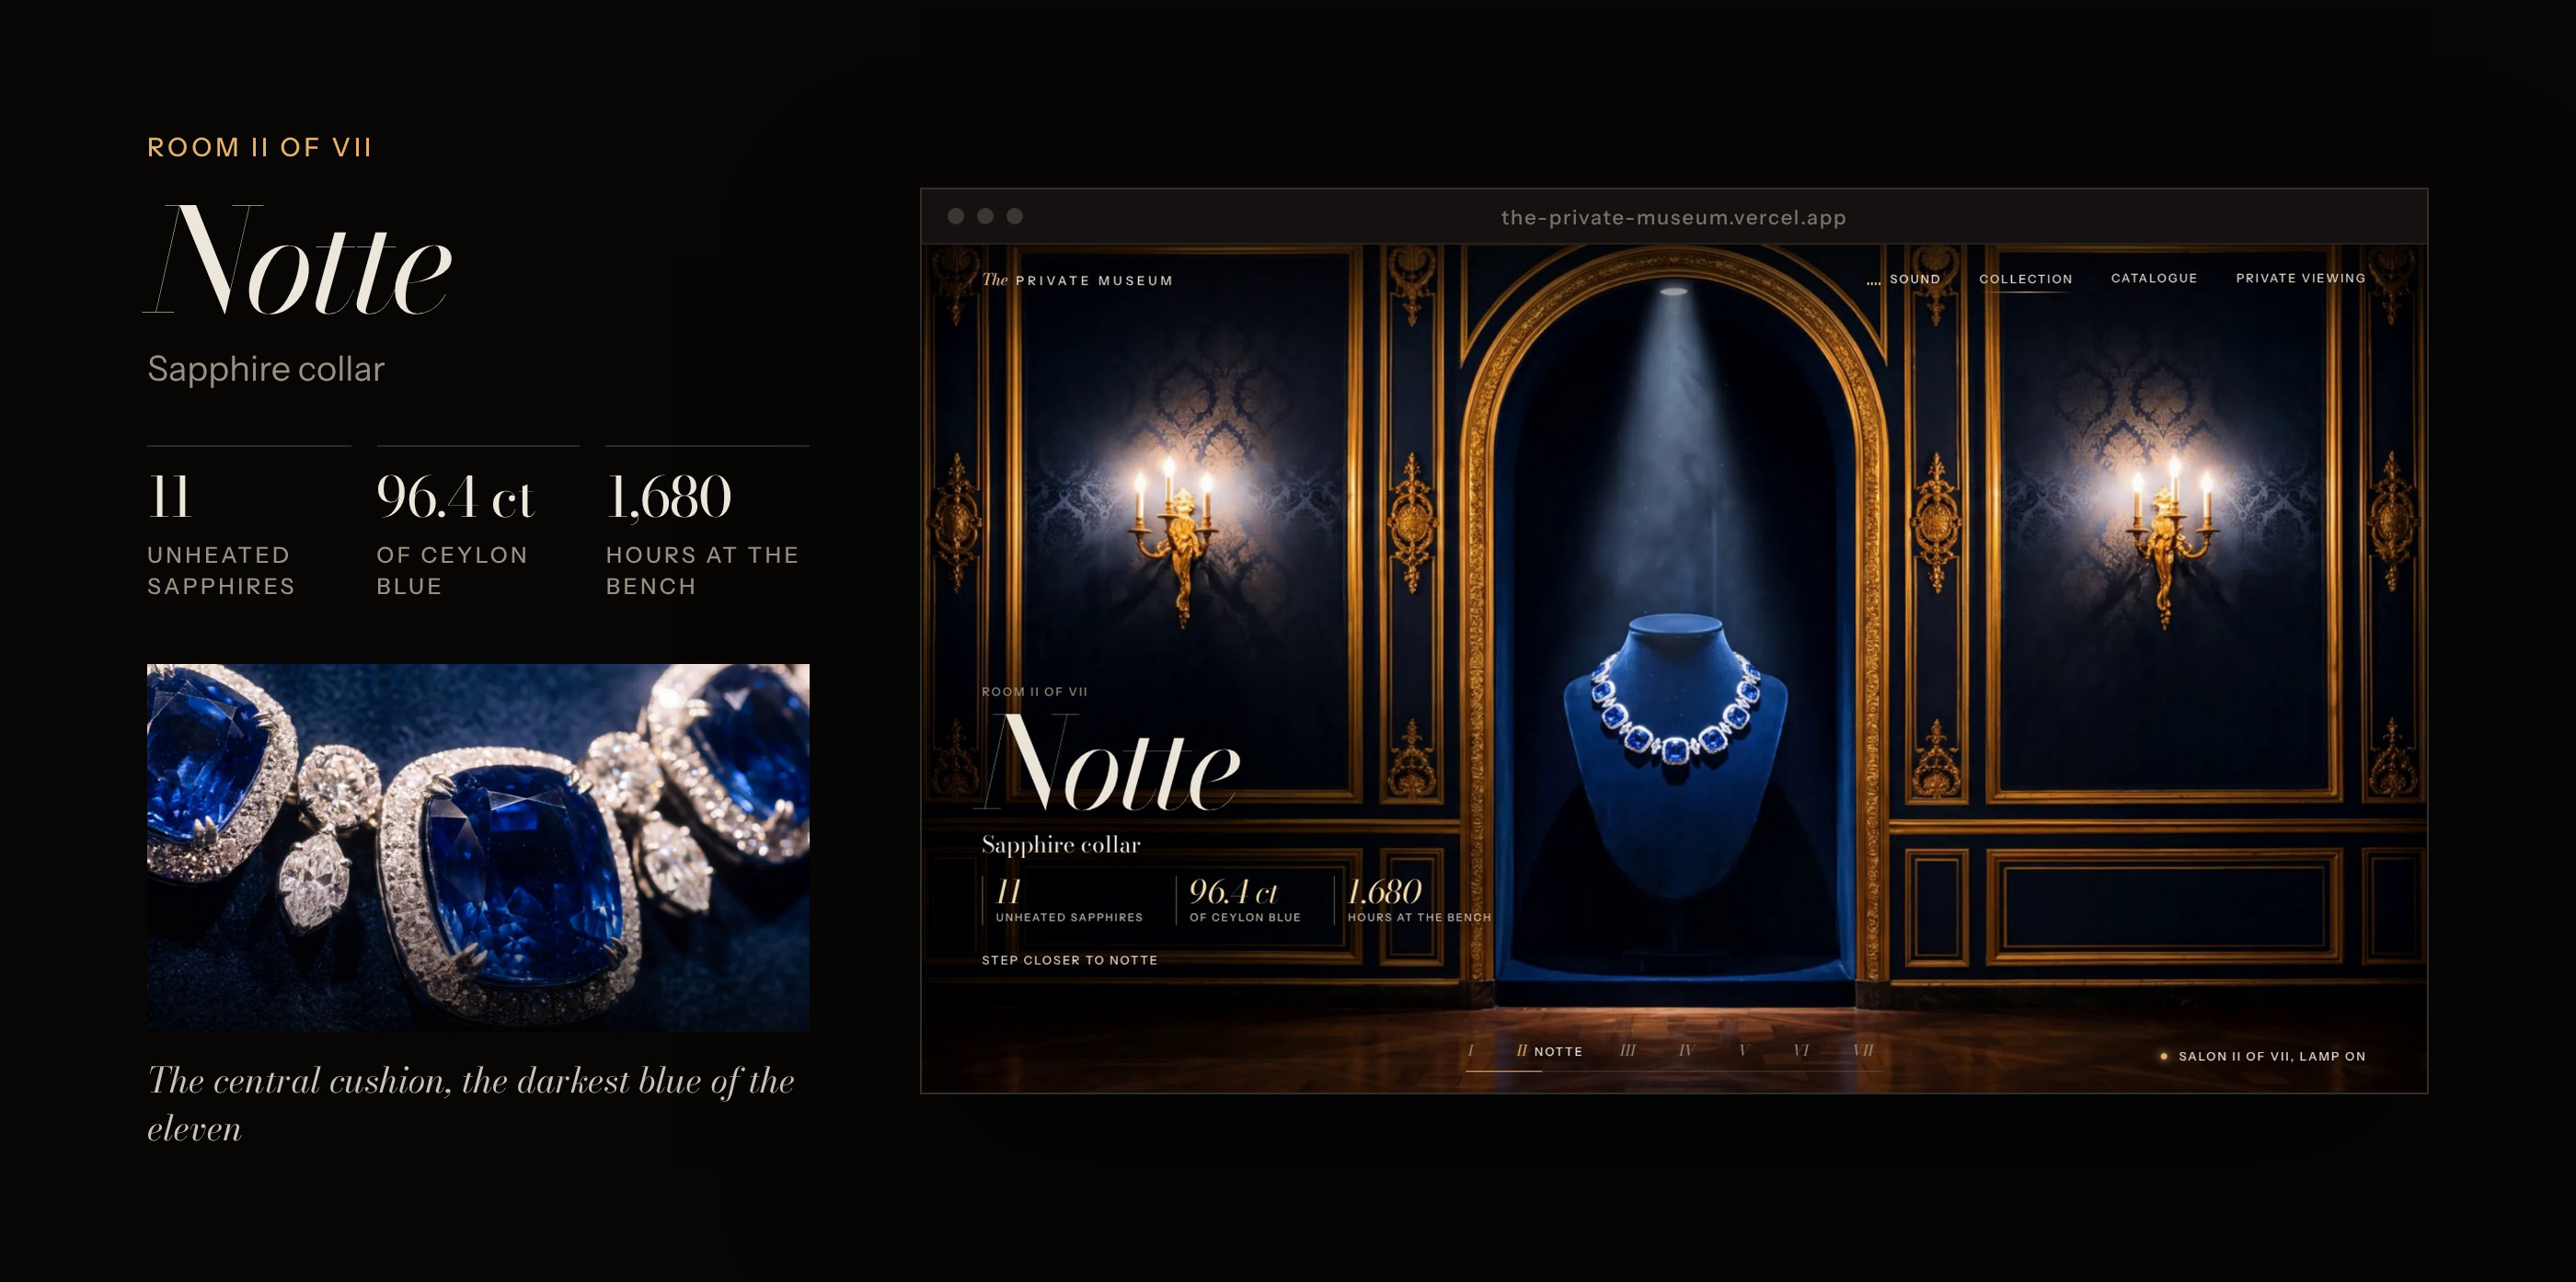 ROOM II OF VII
Notte
Sapphire collar
11
UNHEATED
SAPPHIRES
96.4 ct
OF CEYLON
BLUE
1,680
HOURS AT THE
BENCH
The central cushion, the darkest blue of the
eleven
the-private-museum.vercel.app
The PRIVATE MUSEUM
SOUND
COLLECTION
CATALOGUE
PRIVATE VIEWING
ROOM II OF VII
Notte
Sapphire collar
11
UNHEATED SAPPHIRES
96.4 ct
OF CEYLON BLUE
1.680
HOURS AT THE BENCH
STEP CLOSER TO NOTTE
I II NOTTE III IV V VI VII
SALON II OF VII, LAMP ON